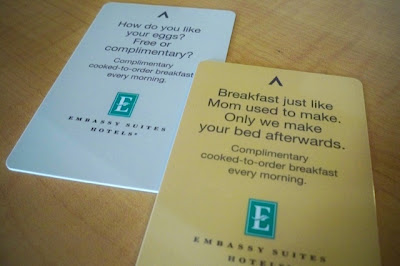 How do you like
your eggs?
Free or
complimentary?
Complimentary
cooked-to-order breakfast
every morning.
E
EMBASSY SUITES
HOTELS®
Breakfast just like
Mom used to make.
Only we make
your bed afterwards.
Complimentary
cooked-to-order breakfast
every morning.
E
EMBASSY SUITES
HOTELS®